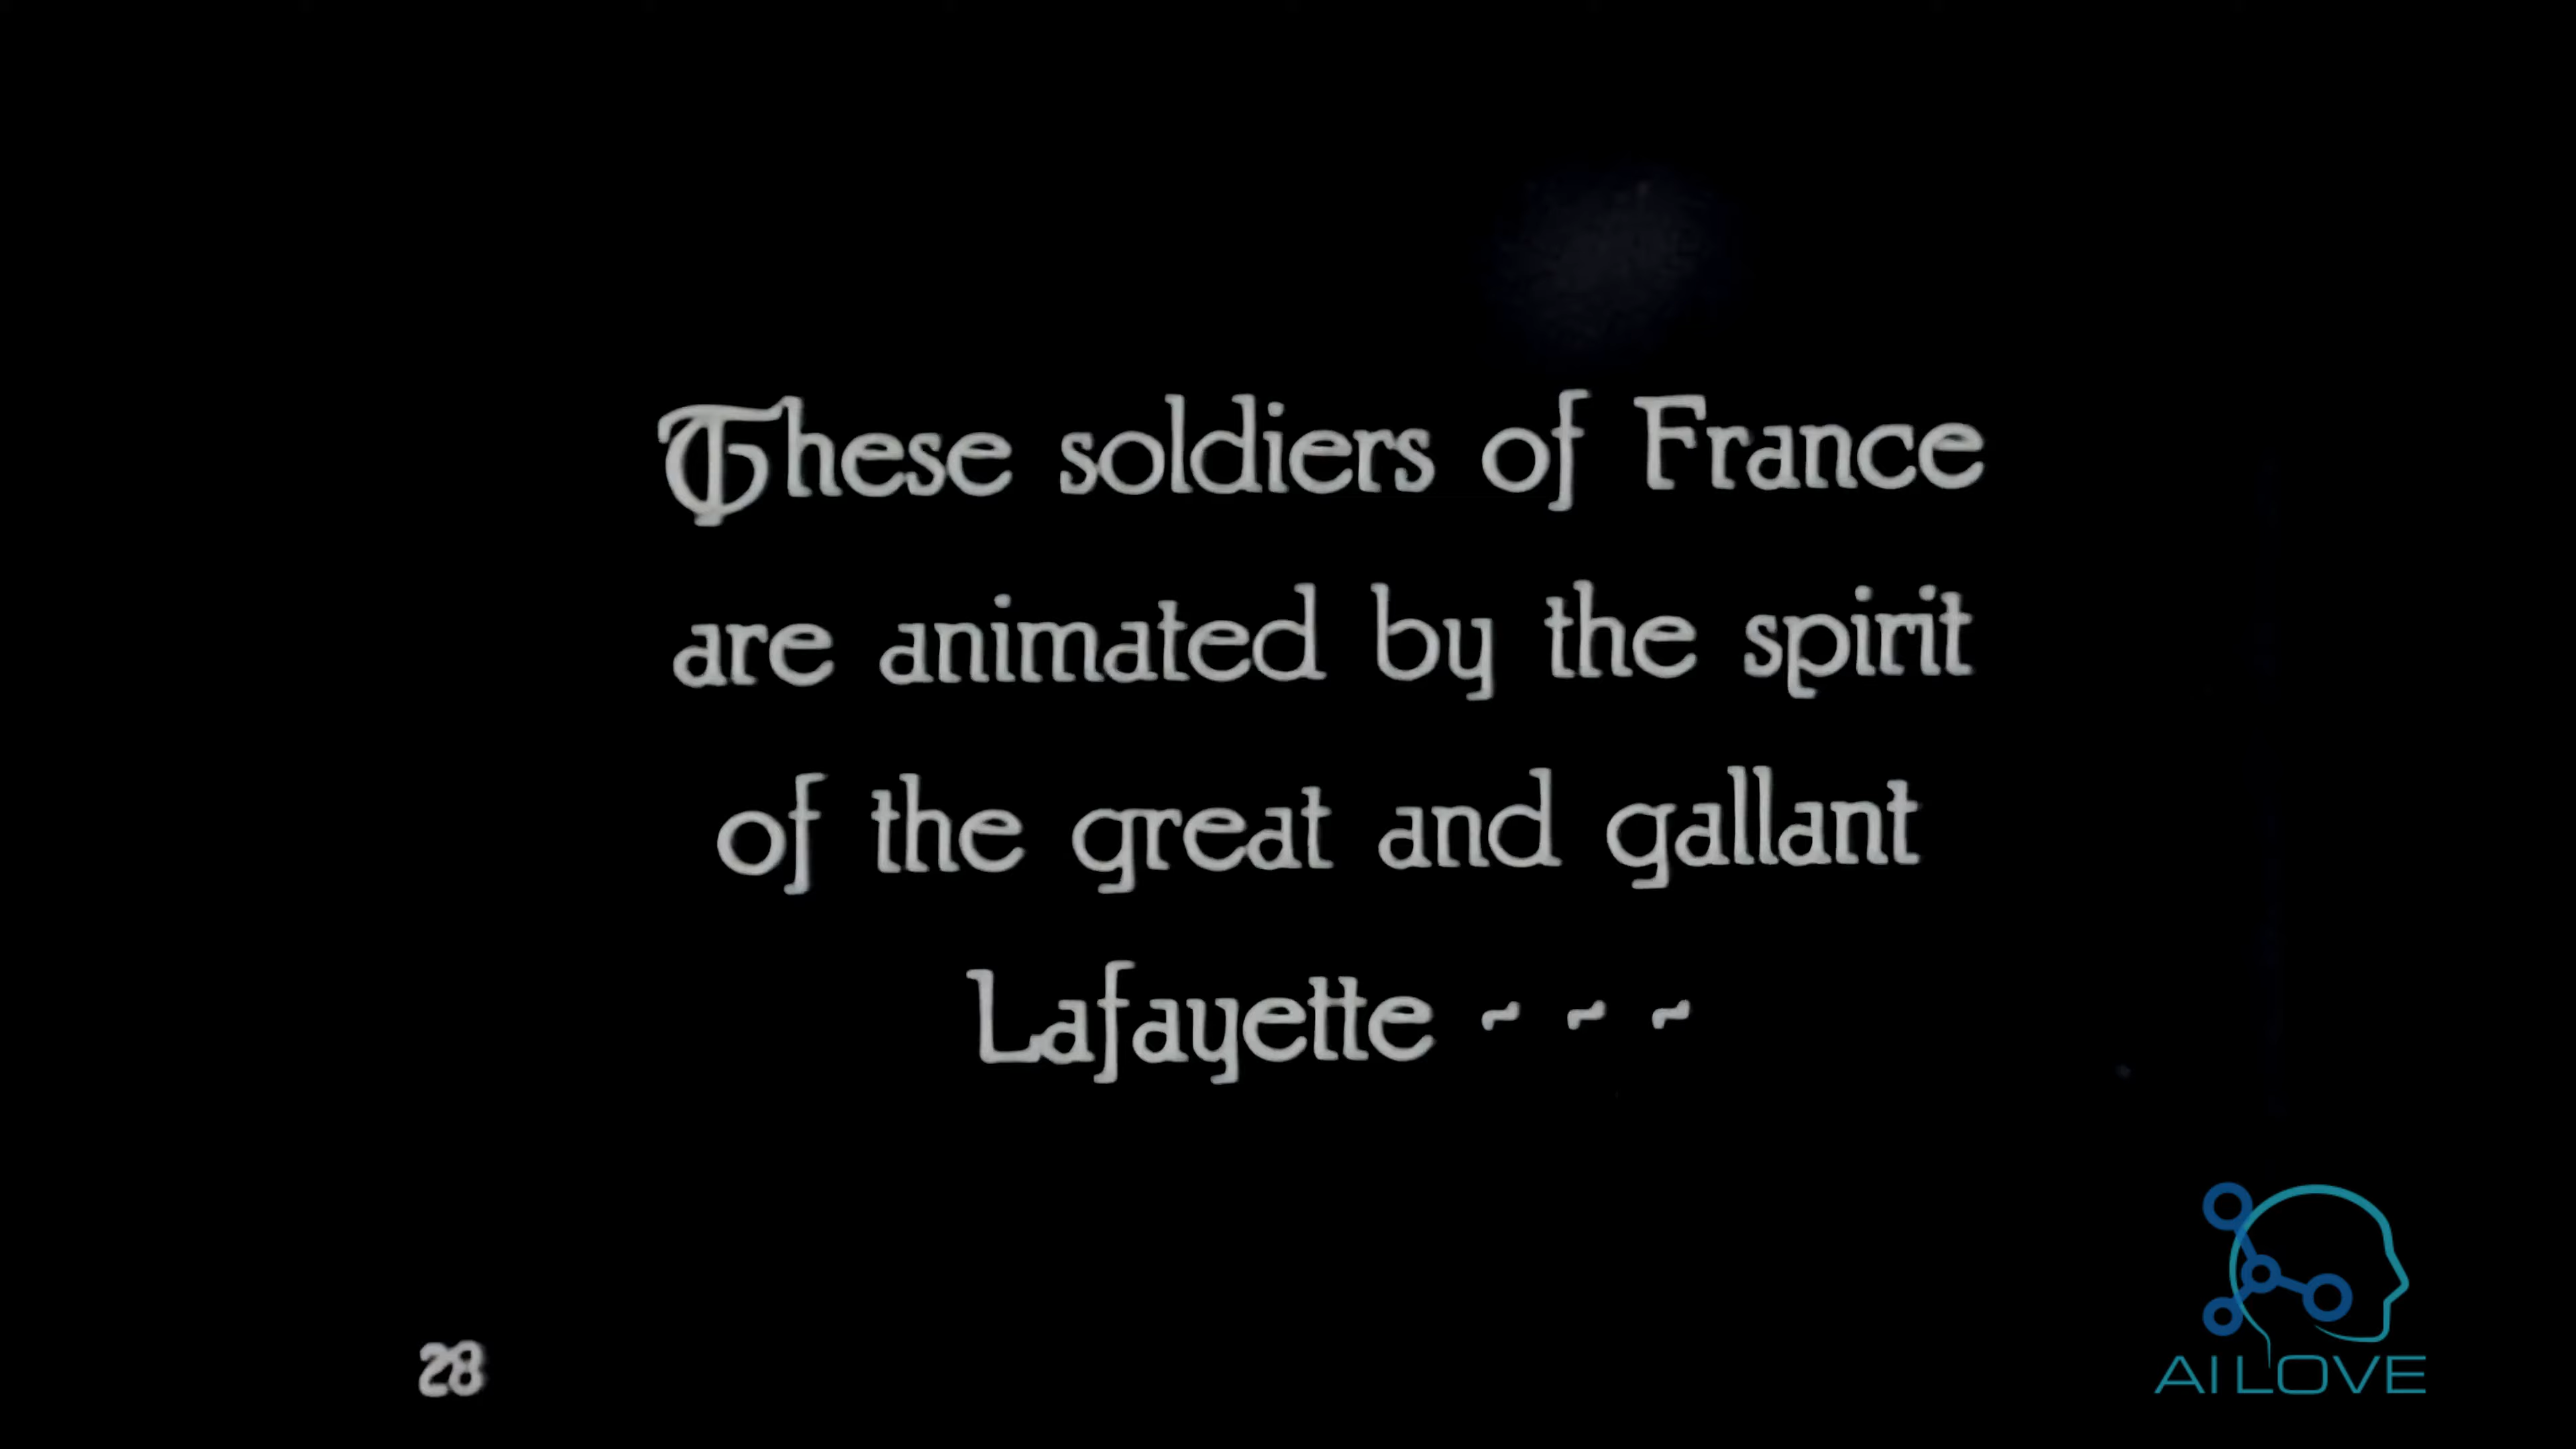 These soldiers of France
are animated by the spirit
of the great and gallant
Lafayette ~ ~ ~
28
AI LOVE